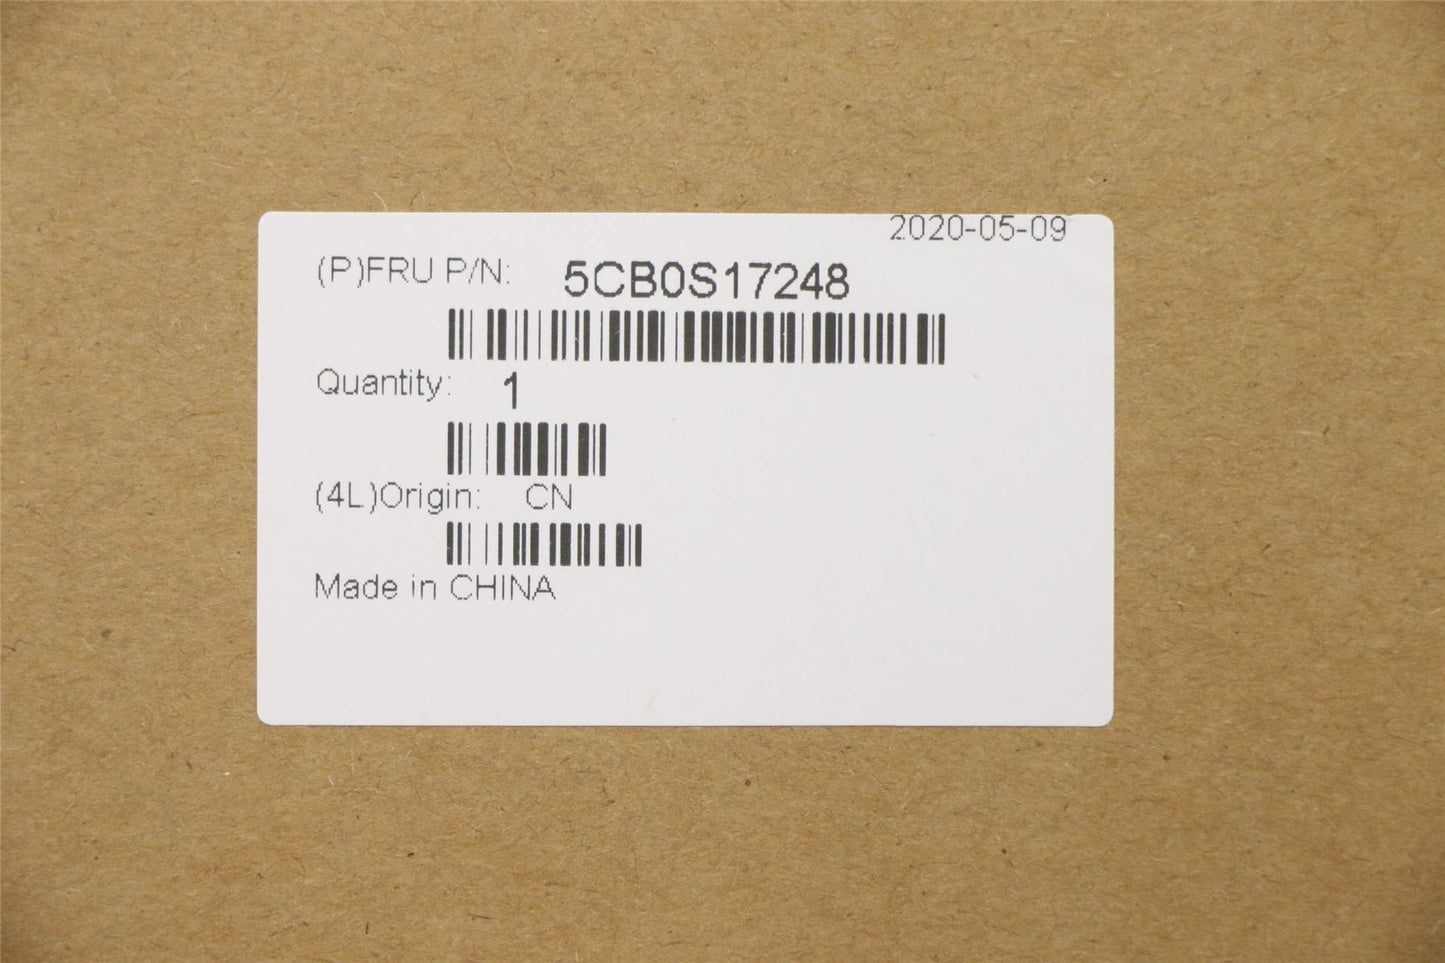 2020-05-09
(P)FRU P/N: 5CB0S17248
Quantity: 1
(4L)Origin: CN
Made in CHINA